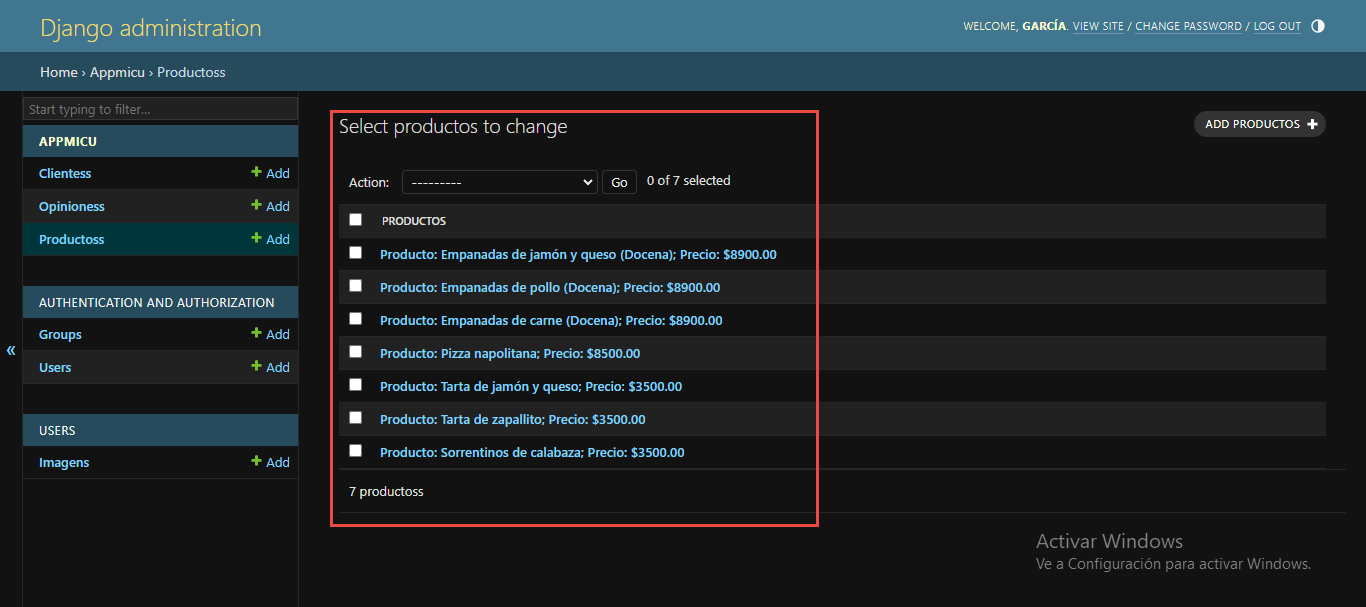 Django administration
WELCOME, GARCÍA. VIEW SITE / CHANGE PASSWORD / LOG OUT
Home › Appmicu › Productoss
Start typing to filter...
APPMICU
Clientess + Add
Opinioness + Add
Productoss + Add
AUTHENTICATION AND AUTHORIZATION
Groups + Add
Users + Add
USERS
Imagens + Add
«
Select productos to change
ADD PRODUCTOS +
Action: --------- Go 0 of 7 selected
PRODUCTOS
Producto: Empanadas de jamón y queso (Docena); Precio: $8900.00
Producto: Empanadas de pollo (Docena); Precio: $8900.00
Producto: Empanadas de carne (Docena); Precio: $8900.00
Producto: Pizza napolitana; Precio: $8500.00
Producto: Tarta de jamón y queso; Precio: $3500.00
Producto: Tarta de zapallito; Precio: $3500.00
Producto: Sorrentinos de calabaza; Precio: $3500.00
7 productoss
Activar Windows
Ve a Configuración para activar Windows.